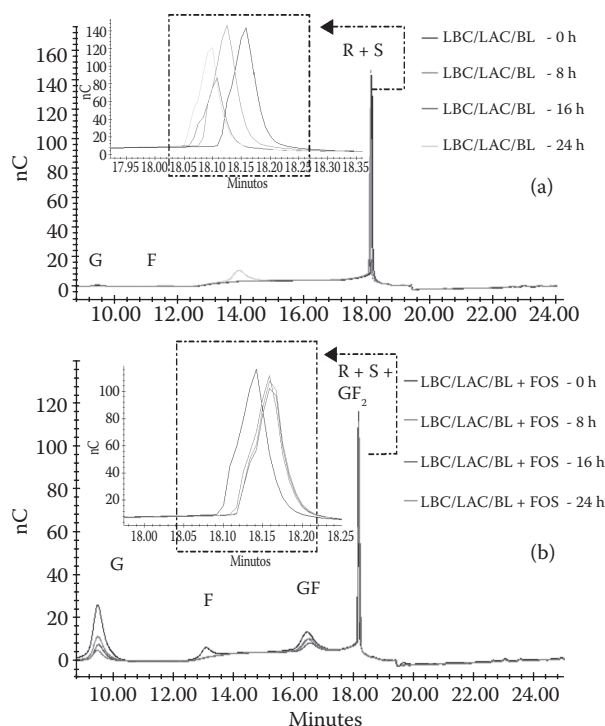 140
120
100
80
60
40
20
0
nC
17.95 18.00 18.05 18.10 18.15 18.20 18.25 18.30 18.35
Minutos
R + S
LBC/LAC/BL - 0 h
LBC/LAC/BL - 8 h
LBC/LAC/BL - 16 h
LBC/LAC/BL - 24 h
(a)
160
140
120
100
80
60
40
20
0
nC
G F
10.00 12.00 14.00 16.00 18.00 20.00 22.00 24.00
100
80
60
40
20
nC
18.00 18.05 18.10 18.15 18.20 18.25
Minutos
R + S +
GF₂
LBC/LAC/BL + FOS - 0 h
LBC/LAC/BL + FOS - 8 h
LBC/LAC/BL + FOS - 16 h
LBC/LAC/BL + FOS - 24 h
(b)
120
100
80
60
40
20
0
nC
G
F
GF
10.00 12.00 14.00 16.00 18.00 20.00 22.00 24.00
Minutes